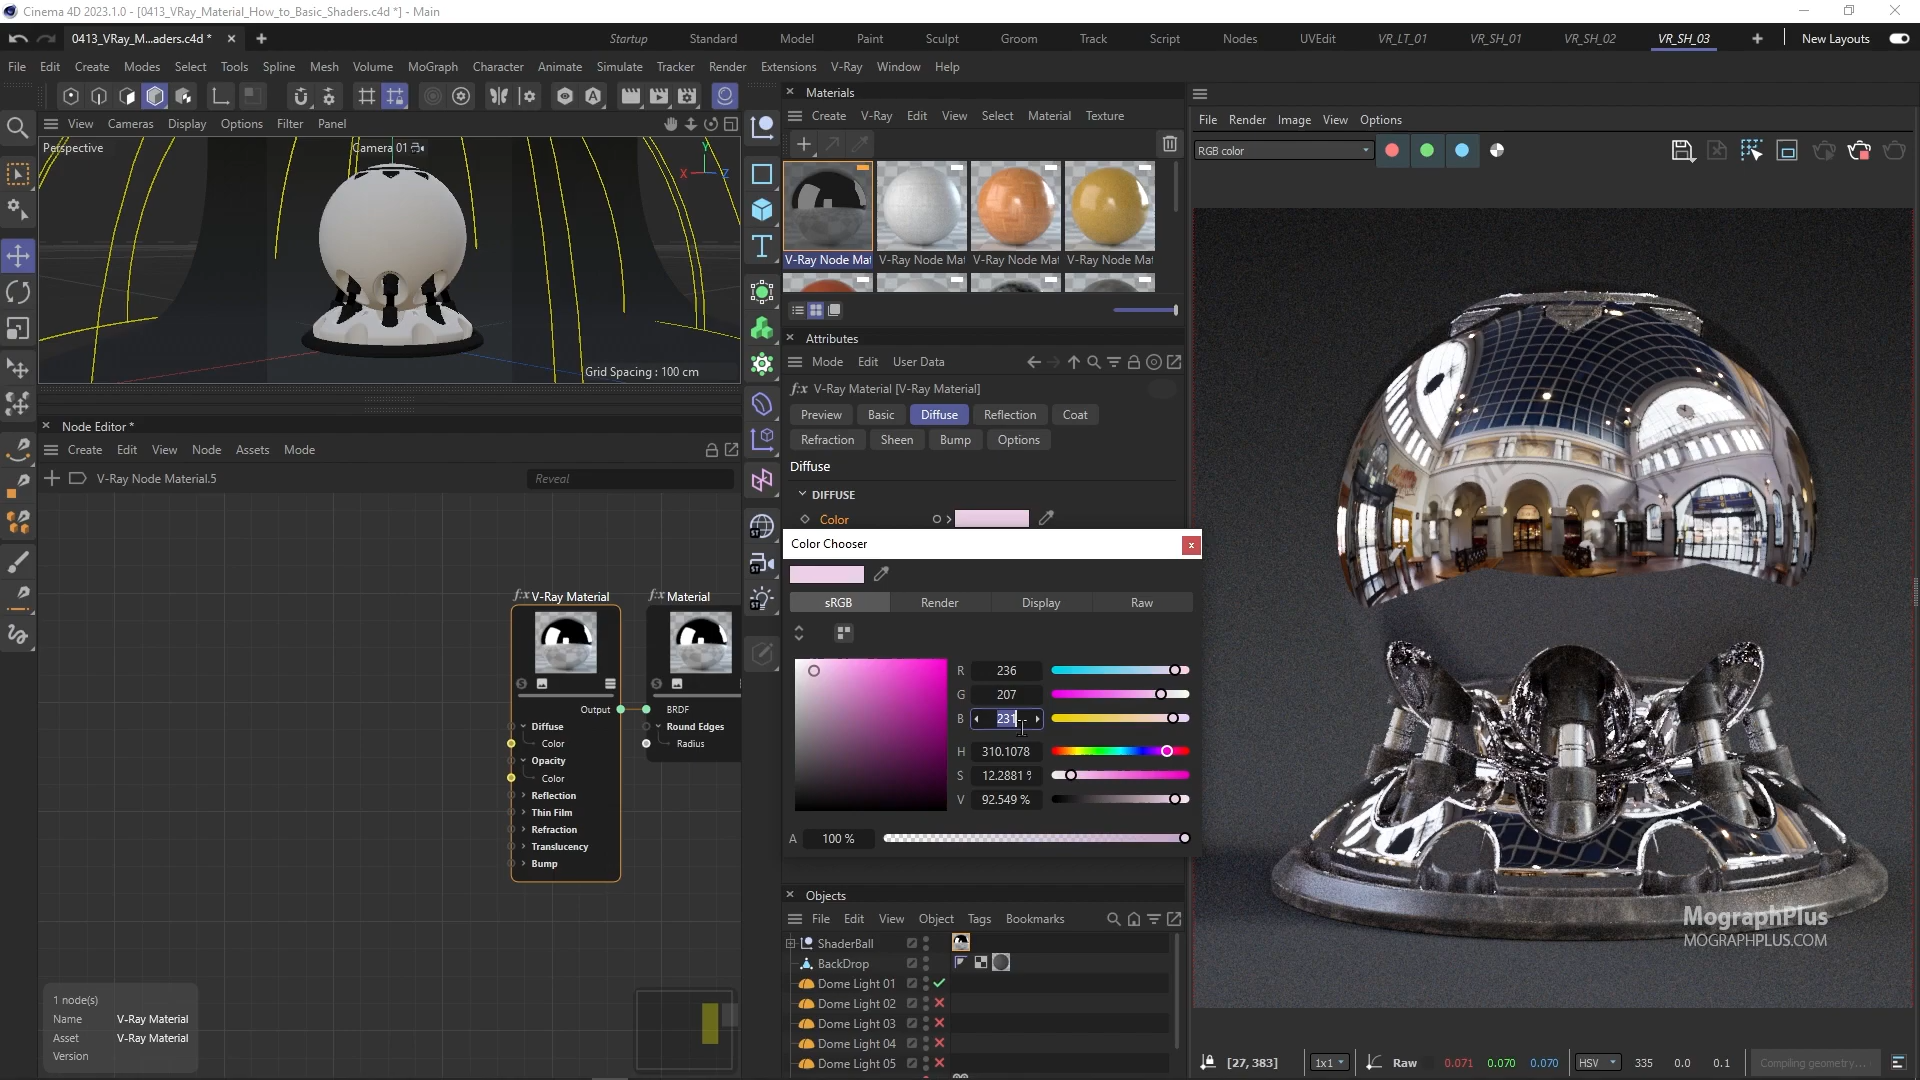 Cinema 4D 2023.1.0 - [0413_VRay_Material_How_to_Basic_Shaders.c4d *] - Main
0413_VRay_M...aders.c4d * Startup Standard Model Paint Sculpt Groom Track Script Nodes UVEdit VR_LT_01 VR_SH_01 VR_SH_02 VR_SH_03 New Layouts
File Edit Create Modes Select Tools Spline Mesh Volume MoGraph Character Animate Simulate Tracker Render Extensions V-Ray Window Help
View Cameras Display Options Filter Panel
Perspective Camera 01
Y
X Z
Grid Spacing : 100 cm
Node Editor *
Create Edit View Node Assets Mode
V-Ray Node Material.5 Reveal
V-Ray Material Material
Output BRDF
Diffuse Round Edges
Color Radius
Opacity
Color
Reflection
Thin Film
Refraction
Translucency
Bump
1 node(s)
Name V-Ray Material
Asset V-Ray Material
Version
Materials
Create V-Ray Edit View Select Material Texture
V-Ray Node Mat V-Ray Node Mat V-Ray Node Mat V-Ray Node Mat
Attributes
Mode Edit User Data
V-Ray Material [V-Ray Material]
Preview Basic Diffuse Reflection Coat
Refraction Sheen Bump Options
Diffuse
DIFFUSE
Color
Color Chooser
sRGB Render Display Raw
R 236
G 207
B 231
H 310.1078
S 12.2881 %
V 92.549 %
A 100 %
Objects
File Edit View Object Tags Bookmarks
ShaderBall
BackDrop
Dome Light 01
Dome Light 02
Dome Light 03
Dome Light 04
Dome Light 05
File Render Image View Options
RGB color
MographPlus
MOGRAPHPLUS.COM
[27, 383] 1x1 Raw 0.071 0.070 0.070 HSV 335 0.0 0.1 Compiling geometry...